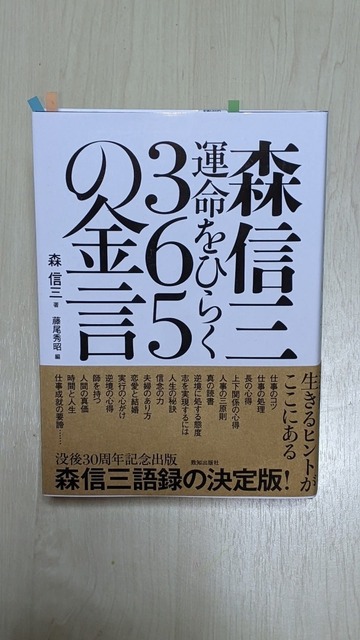 森信三
運命をひらく
365
の金言
森信三 著
藤尾秀昭 編
生きるヒントが
ここにある
仕事のコツ
仕事の処理
長の心得
上下関係の心得
人事の三原則
真の読書
逆境に処する態度
志を実現するには
人生の秘訣
信念の力
夫婦のあり方
恋愛と結婚
実行の心がけ
逆境の心得
師を持つ
人間の真価
時間と人生
仕事成就の要諦……
致知出版社
没後30周年記念出版
森信三語録の決定版!